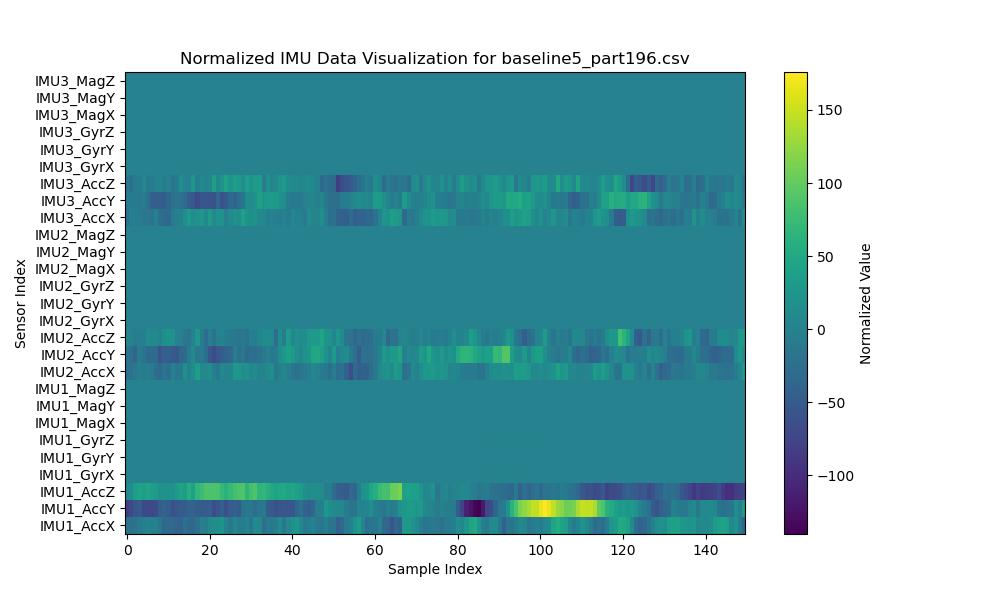 Normalized IMU Data Visualization for baseline5_part196.csv
Sensor Index
IMU3_MagZ
IMU3_MagY
IMU3_MagX
IMU3_GyrZ
IMU3_GyrY
IMU3_GyrX
IMU3_AccZ
IMU3_AccY
IMU3_AccX
IMU2_MagZ
IMU2_MagY
IMU2_MagX
IMU2_GyrZ
IMU2_GyrY
IMU2_GyrX
IMU2_AccZ
IMU2_AccY
IMU2_AccX
IMU1_MagZ
IMU1_MagY
IMU1_MagX
IMU1_GyrZ
IMU1_GyrY
IMU1_GyrX
IMU1_AccZ
IMU1_AccY
IMU1_AccX
0 20 40 60 80 100 120 140
Sample Index
150
100
50
0
−50
−100
Normalized Value